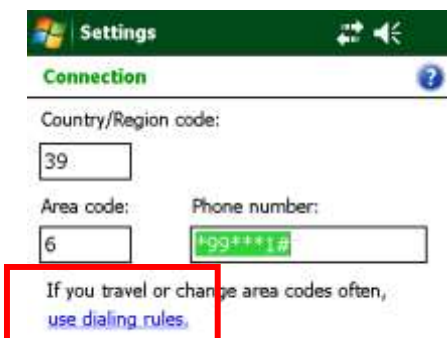 Settings
Connection
Country/Region code:
39
Area code: Phone number:
6 *99***1#
If you travel or change area codes often,
use dialing rules.